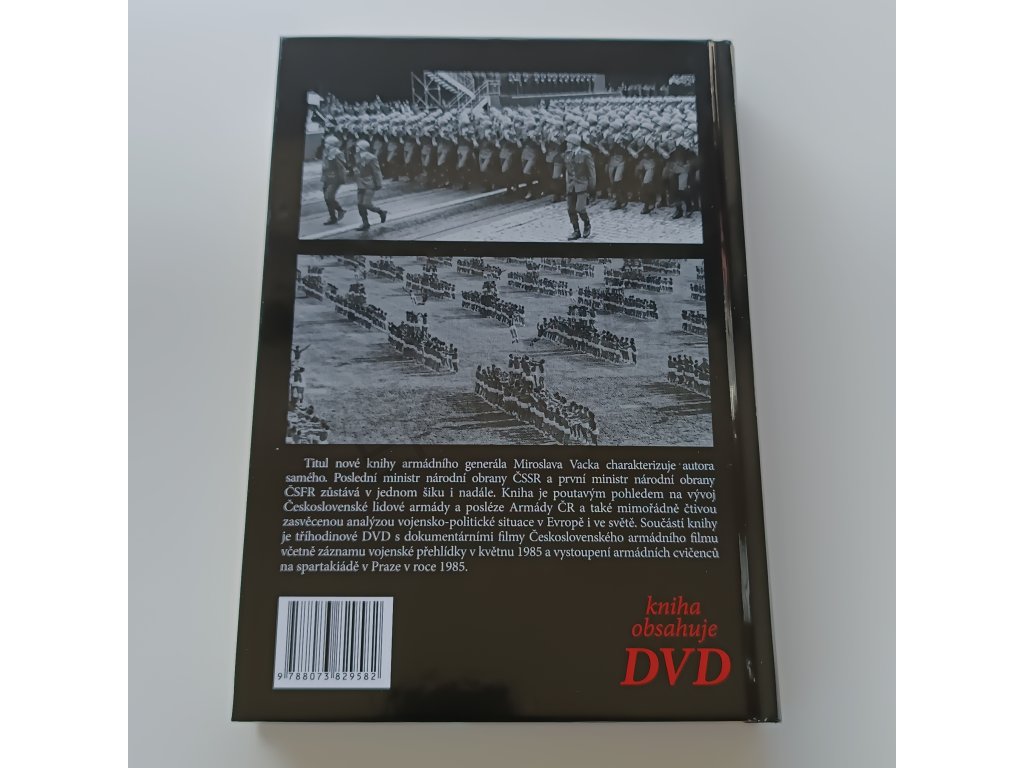 Titul nové knihy armádního generála Miroslava Vacka charakterizuje autora
samého. Poslední ministr národní obrany ČSSR a první ministr národní obrany
ČSFR zůstává v jednom šiku i nadále. Kniha je poutavým pohledem na vývoj
Československé lidové armády a posléze Armády ČR a také mimořádně čtivou
zasvěcenou analýzou vojensko-politické situace v Evropě i ve světě. Součástí knihy
je tříhodinové DVD s dokumentárními filmy Československého armádního filmu
včetně záznamu vojenské přehlídky v květnu 1985 a vystoupení armádních cvičenců
na spartakiádě v Praze v roce 1985.
kniha
obsahuje
DVD
9 788073 829582